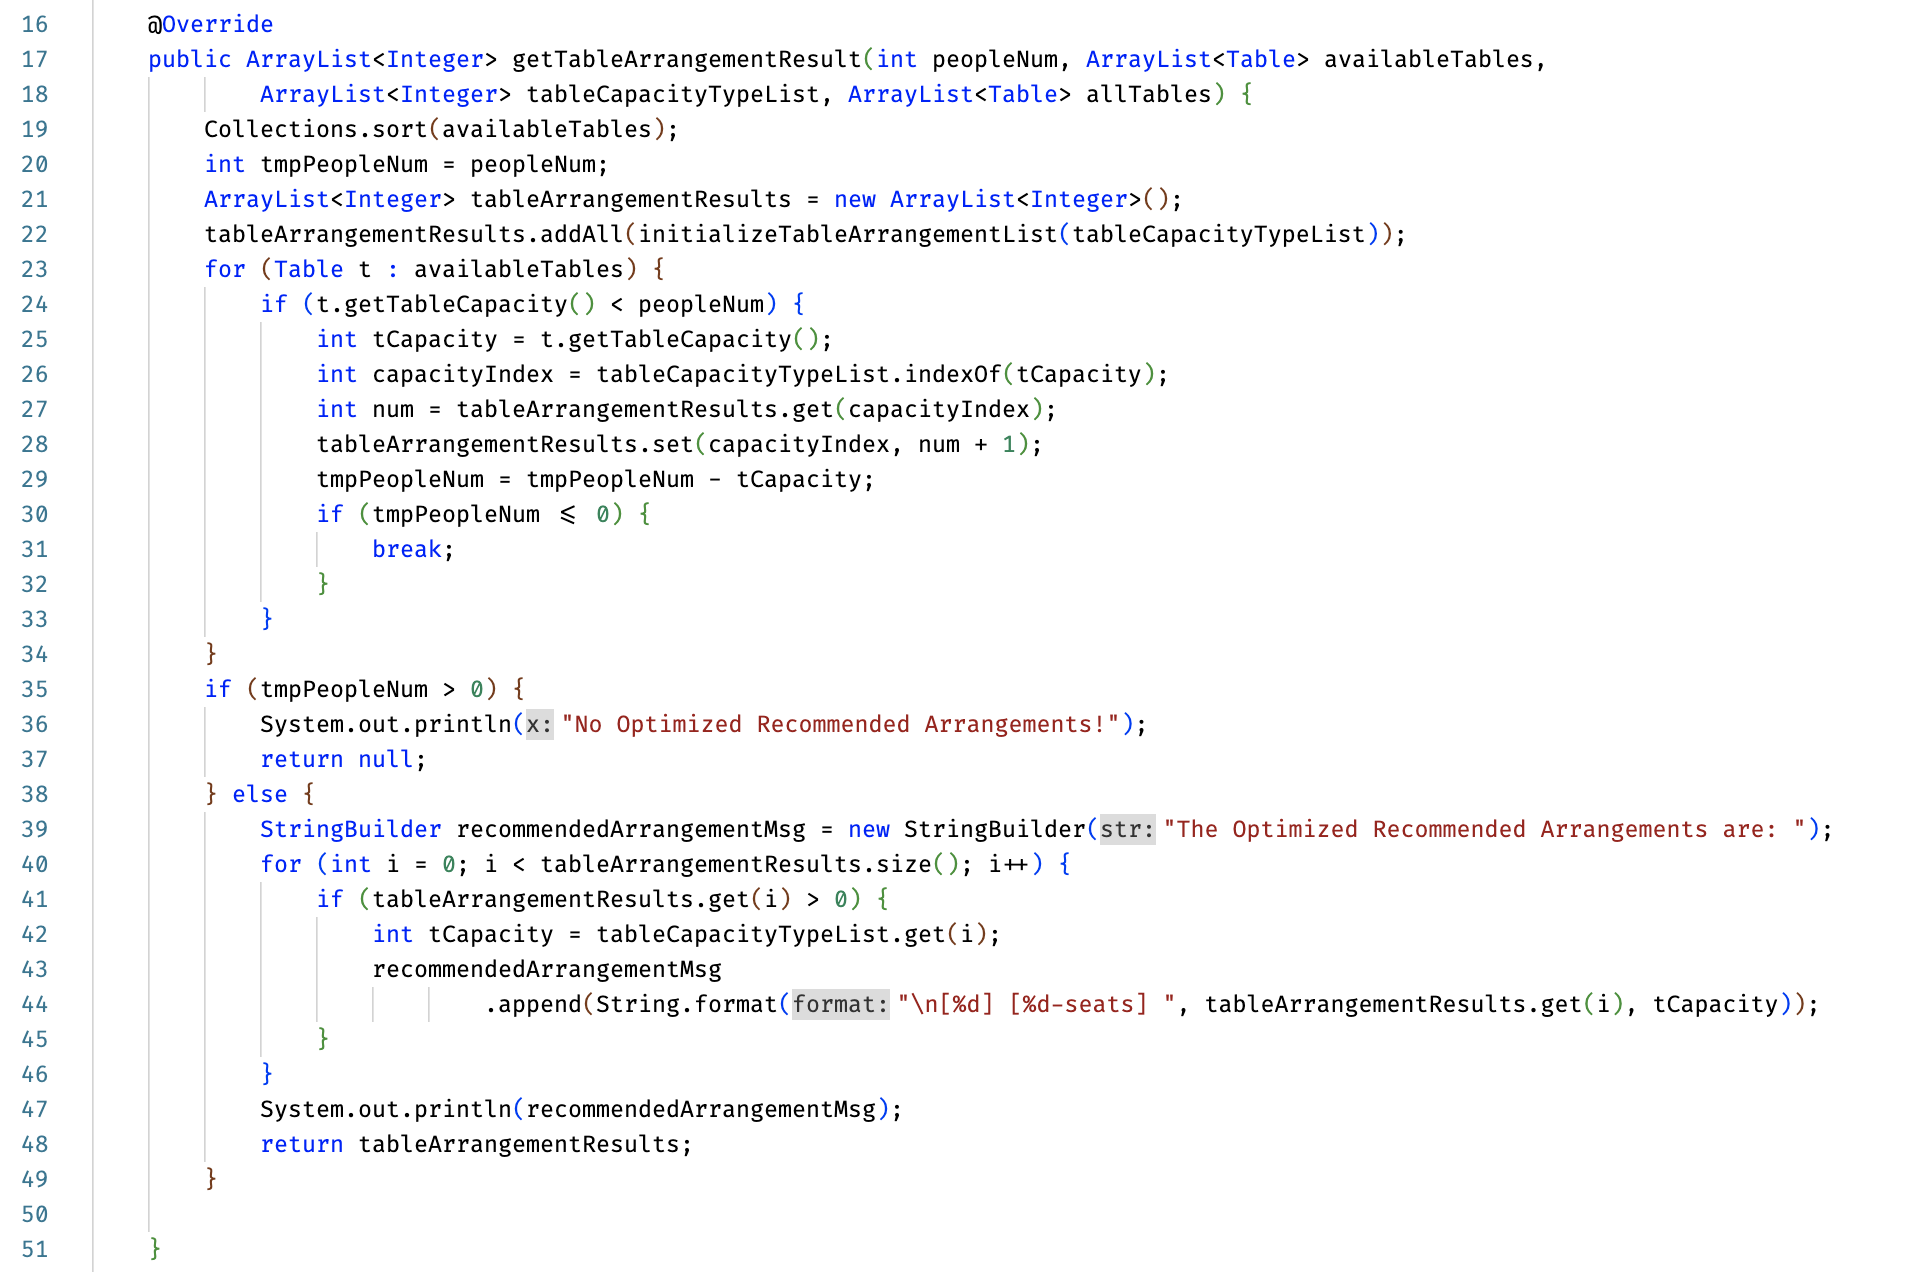 16 @Override
17 public ArrayList<Integer> getTableArrangementResult(int peopleNum, ArrayList<Table> availableTables,
18 ArrayList<Integer> tableCapacityTypeList, ArrayList<Table> allTables) {
19 Collections.sort(availableTables);
20 int tmpPeopleNum = peopleNum;
21 ArrayList<Integer> tableArrangementResults = new ArrayList<Integer>();
22 tableArrangementResults.addAll(initializeTableArrangementList(tableCapacityTypeList));
23 for (Table t : availableTables) {
24 if (t.getTableCapacity() < peopleNum) {
25 int tCapacity = t.getTableCapacity();
26 int capacityIndex = tableCapacityTypeList.indexOf(tCapacity);
27 int num = tableArrangementResults.get(capacityIndex);
28 tableArrangementResults.set(capacityIndex, num + 1);
29 tmpPeopleNum = tmpPeopleNum - tCapacity;
30 if (tmpPeopleNum <= 0) {
31 break;
32 }
33 }
34 }
35 if (tmpPeopleNum > 0) {
36 System.out.println(x: "No Optimized Recommended Arrangements!");
37 return null;
38 } else {
39 StringBuilder recommendedArrangementMsg = new StringBuilder(str: "The Optimized Recommended Arrangements are: ");
40 for (int i = 0; i < tableArrangementResults.size(); i++) {
41 if (tableArrangementResults.get(i) > 0) {
42 int tCapacity = tableCapacityTypeList.get(i);
43 recommendedArrangementMsg
44 .append(String.format(format: "\n[%d] [%d-seats] ", tableArrangementResults.get(i), tCapacity));
45 }
46 }
47 System.out.println(recommendedArrangementMsg);
48 return tableArrangementResults;
49 }
50
51 }